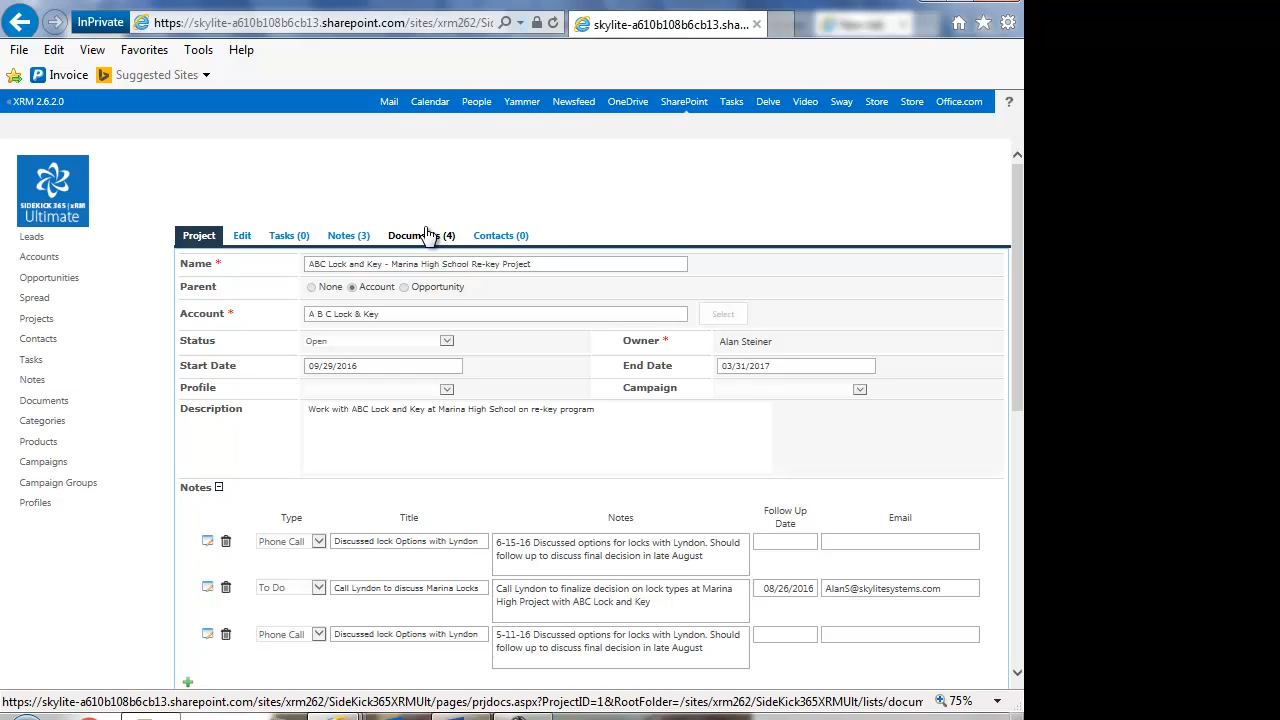 InPrivate https://skylite-a610b108b6cb13.sharepoint.com/sites/xrm262/Sic skylite-a610b108b6cb13.sha...
File Edit View Favorites Tools Help
Invoice Suggested Sites
« XRM 2.6.2.0 Mail Calendar People Yammer Newsfeed OneDrive SharePoint Tasks Delve Video Sway Store Store Office.com ?
SIDEKICK 365 | xRM
Ultimate
Leads
Accounts
Opportunities
Spread
Projects
Contacts
Tasks
Notes
Documents
Categories
Products
Campaigns
Campaign Groups
Profiles
Project Edit Tasks (0) Notes (3) Documents (4) Contacts (0)
Name * ABC Lock and Key - Marina High School Re-key Project
Parent None Account Opportunity
Account * A B C Lock & Key Select
Status Open Owner * Alan Steiner
Start Date 09/29/2016 End Date 03/31/2017
Profile Campaign
Description Work with ABC Lock and Key at Marina High School on re-key program
Notes
Type Title Notes Follow Up Date Email
Phone Call Discussed lock Options with Lyndon 6-15-16 Discussed options for locks with Lyndon. Should
follow up to discuss final decision in late August
To Do Call Lyndon to discuss Marina Locks Call Lyndon to finalize decision on lock types at Marina 08/26/2016 AlanS@skylitesystems.com
High Project with ABC Lock and Key
Phone Call Discussed lock Options with Lyndon 5-11-16 Discussed options for locks with Lyndon. Should
follow up to discuss final decision in late August
https://skylite-a610b108b6cb13.sharepoint.com/sites/xrm262/SideKick365XRMUlt/pages/prjdocs.aspx?ProjectID=1&RootFolder=/sites/xrm262/SideKick365XRMUlt/lists/docum 75%